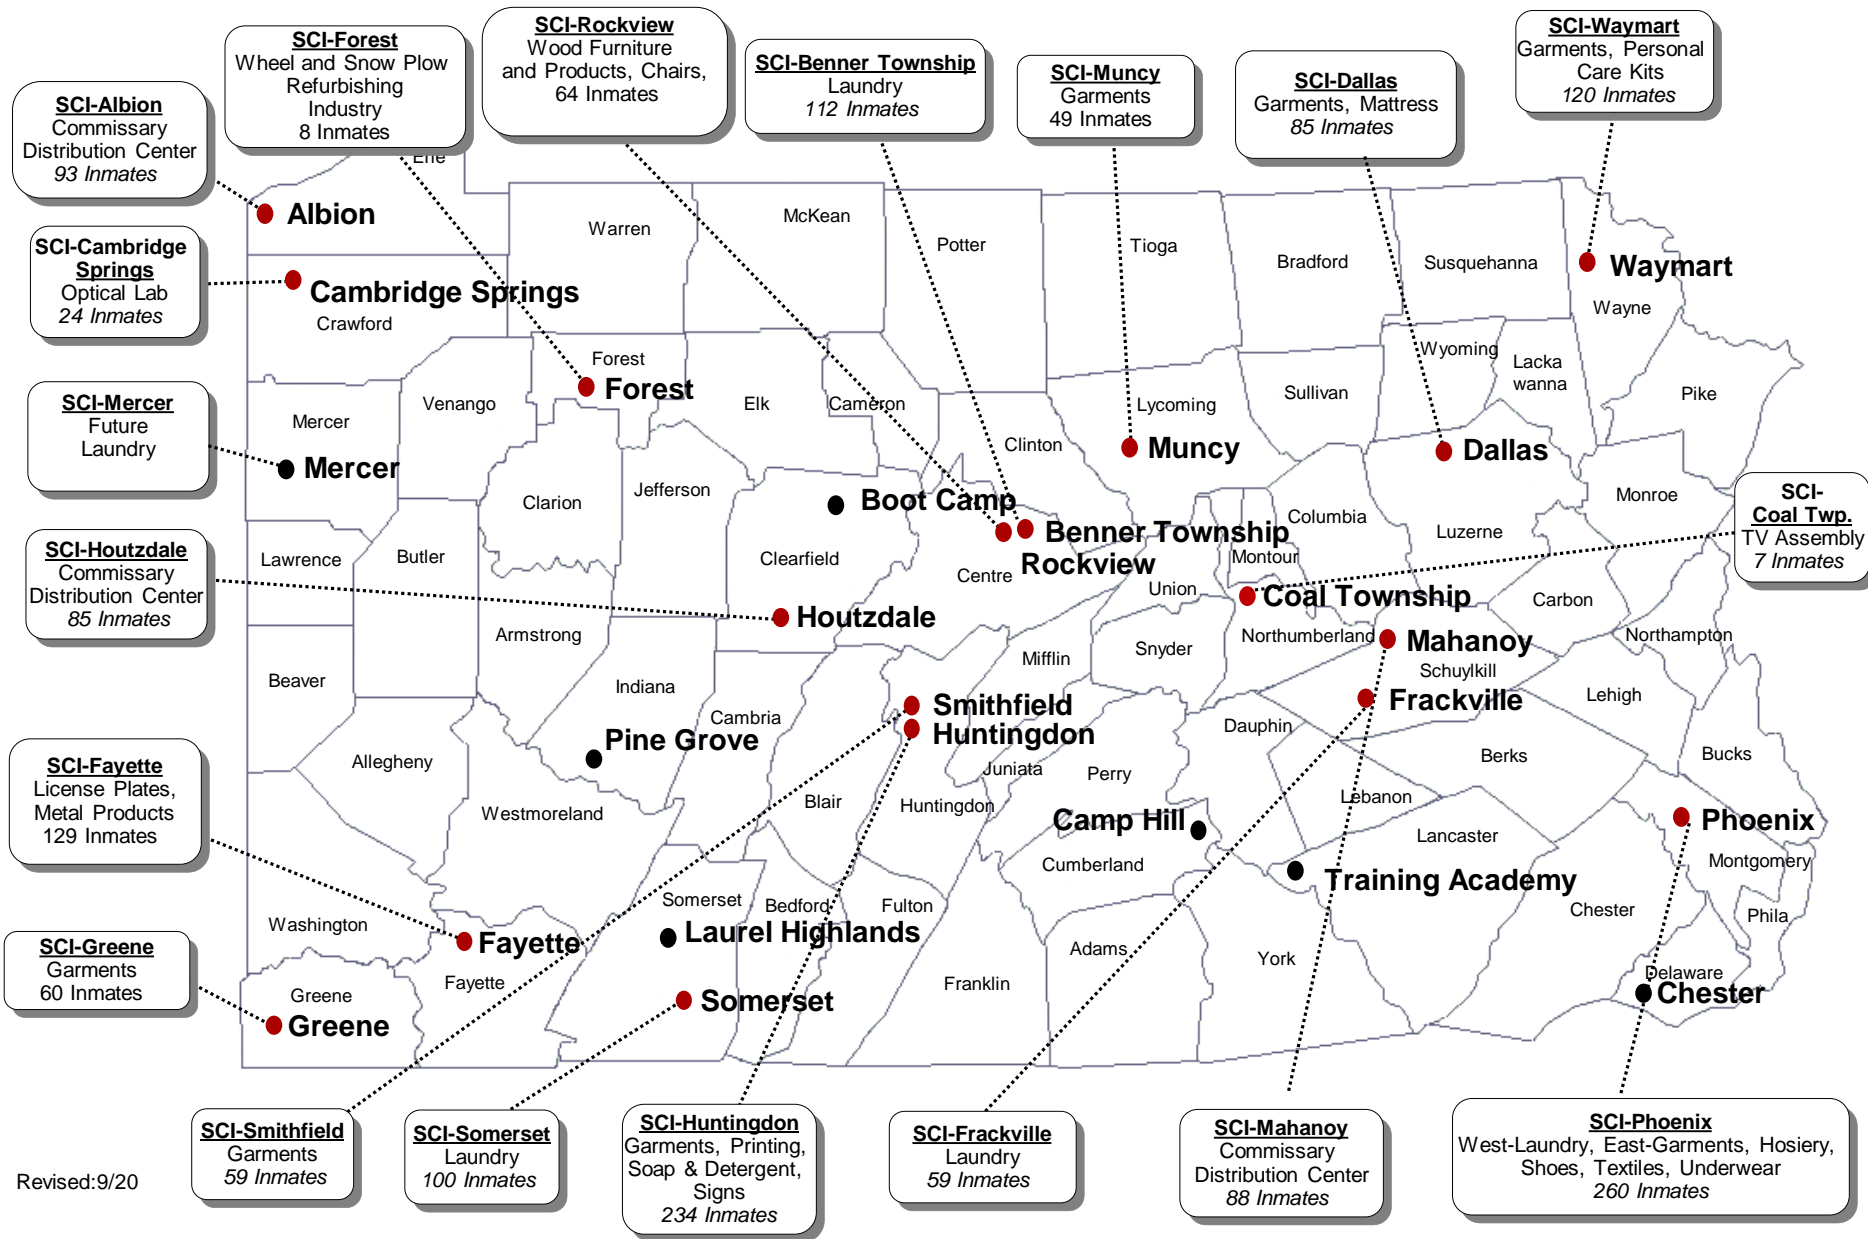 SCI-Forest
Wheel and Snow Plow
Refurbishing
Industry
8 Inmates
SCI-Rockview
Wood Furniture
and Products, Chairs,
64 Inmates
SCI-Benner Township
Laundry
112 Inmates
SCI-Muncy
Garments
49 Inmates
SCI-Dallas
Garments, Mattress
85 Inmates
SCI-Waymart
Garments, Personal
Care Kits
120 Inmates
SCI-Albion
Commissary
Distribution Center
93 Inmates
SCI-Cambridge
Springs
Optical Lab
24 Inmates
SCI-Mercer
Future
Laundry
SCI-Houtzdale
Commissary
Distribution Center
85 Inmates
SCI-Fayette
License Plates,
Metal Products
129 Inmates
SCI-Greene
Garments
60 Inmates
SCI-
Coal Twp.
TV Assembly
7 Inmates
Erie
Albion
Warren
McKean
Potter
Tioga
Bradford
Susquehanna
Waymart
Wayne
Cambridge Springs
Crawford
Forest
Forest
Wyoming
Lacka
wanna
Mercer
Venango
Elk
Cameron
Lycoming
Sullivan
Pike
Clinton
Mercer
Muncy
Dallas
Clarion
Jefferson
Boot Camp
Monroe
Columbia
Luzerne
Lawrence
Butler
Clearfield
Benner Township
Rockview
Centre
Montour
Union
Coal Township
Carbon
Houtzdale
Armstrong
Northumberland
Mahanoy
Northampton
Snyder
Mifflin
Schuylkill
Beaver
Indiana
Lehigh
Smithfield
Huntingdon
Frackville
Cambria
Dauphin
Pine Grove
Allegheny
Juniata
Perry
Berks
Bucks
Blair
Huntingdon
Lebanon
Westmoreland
Camp Hill
Phoenix
Lancaster
Cumberland
Montgomery
Training Academy
Somerset
Bedford
Fulton
Chester
Phila
Washington
Laurel Highlands
Fayette
Adams
York
Delaware
Fayette
Franklin
Chester
Greene
Greene
Somerset
Revised:9/20
SCI-Smithfield
Garments
59 Inmates
SCI-Somerset
Laundry
100 Inmates
SCI-Huntingdon
Garments, Printing,
Soap & Detergent,
Signs
234 Inmates
SCI-Frackville
Laundry
59 Inmates
SCI-Mahanoy
Commissary
Distribution Center
88 Inmates
SCI-Phoenix
West-Laundry, East-Garments, Hosiery,
Shoes, Textiles, Underwear
260 Inmates